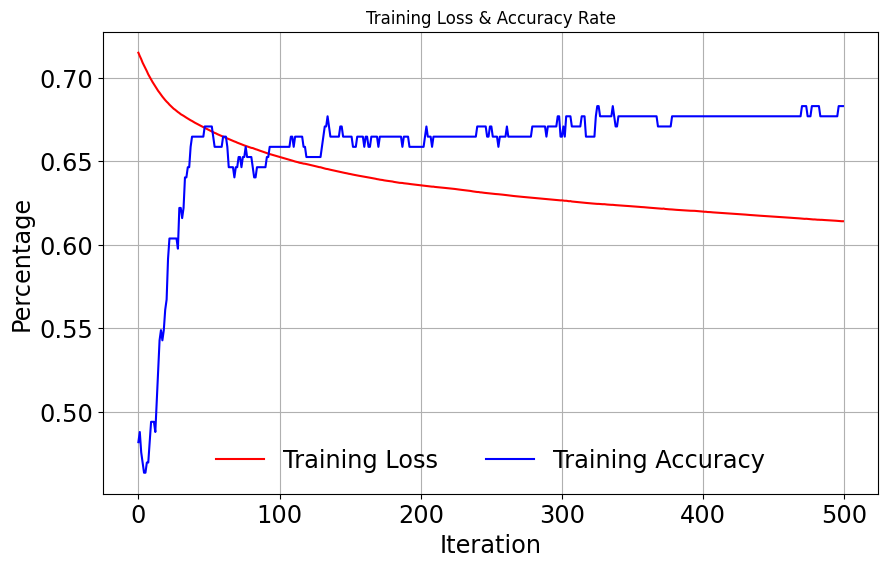 Training Loss & Accuracy Rate
Percentage
0.70
0.65
0.60
0.55
0.50
Training Loss
Training Accuracy
0 100 200 300 400 500
Iteration